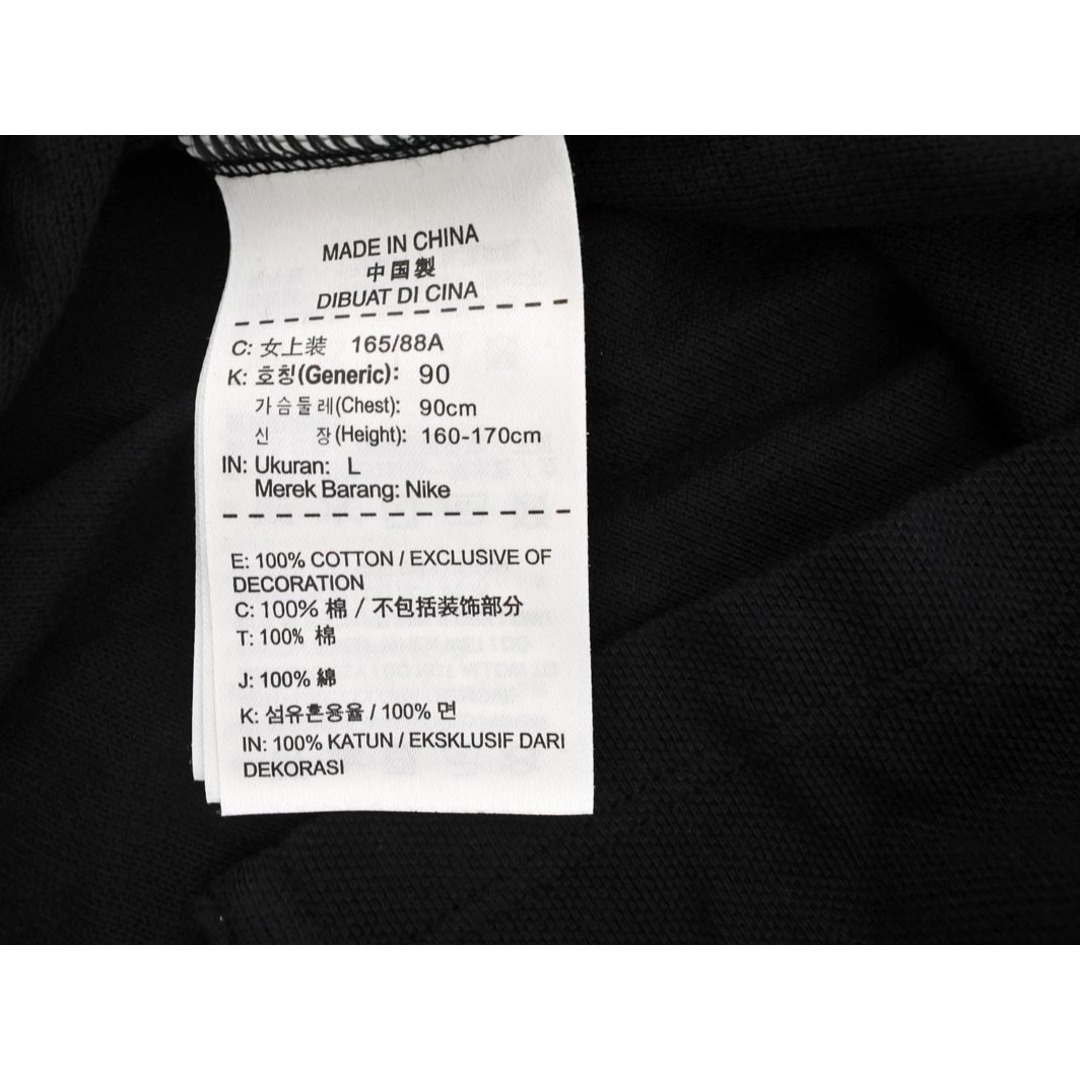 MADE IN CHINA
中国製
DIBUAT DI CINA
C: 女上装 165/88A
K: 호칭(Generic): 90
가슴둘레(Chest): 90cm
신 장(Height): 160-170cm
IN: Ukuran: L
Merek Barang: Nike
E: 100% COTTON / EXCLUSIVE OF
DECORATION
C: 100% 棉 / 不包括装饰部分
T: 100% 棉
J: 100% 綿
K: 섬유혼용율 / 100% 면
IN: 100% KATUN / EKSKLUSIF DARI
DEKORASI